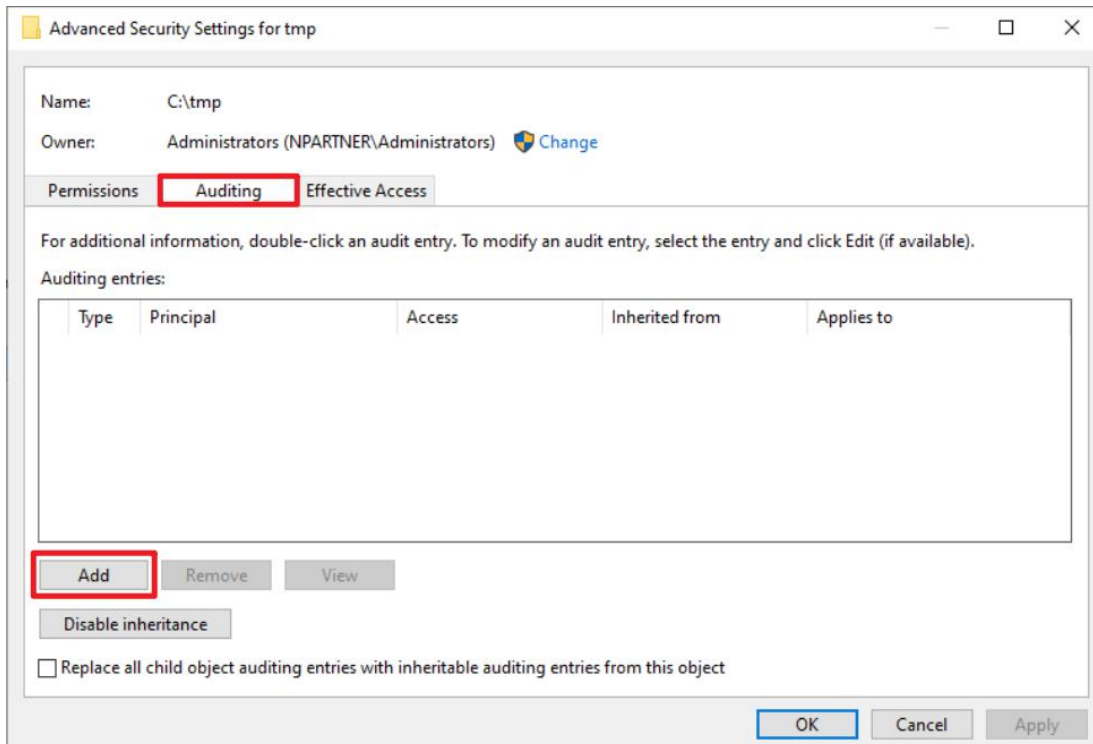 Advanced Security Settings for tmp
Name: C:\tmp
Owner: Administrators (NPARTNER\Administrators) Change
Permissions Auditing Effective Access
For additional information, double-click an audit entry. To modify an audit entry, select the entry and click Edit (if available).
Auditing entries:
Type Principal Access Inherited from Applies to
Add Remove View
Disable inheritance
Replace all child object auditing entries with inheritable auditing entries from this object
OK Cancel Apply